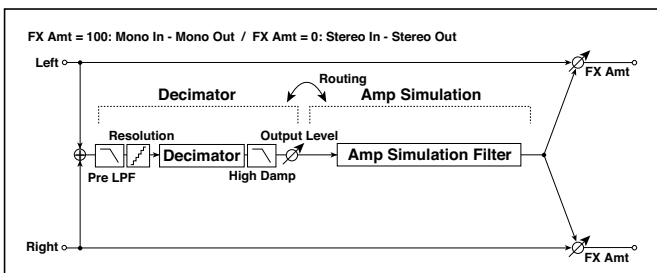 FX Amt = 100: Mono In - Mono Out / FX Amt = 0: Stereo In - Stereo Out
Left
FX Amt
Routing
Decimator
Amp Simulation
Resolution
Output Level
Decimator
Amp Simulation Filter
Pre LPF
High Damp
Right
FX Amt